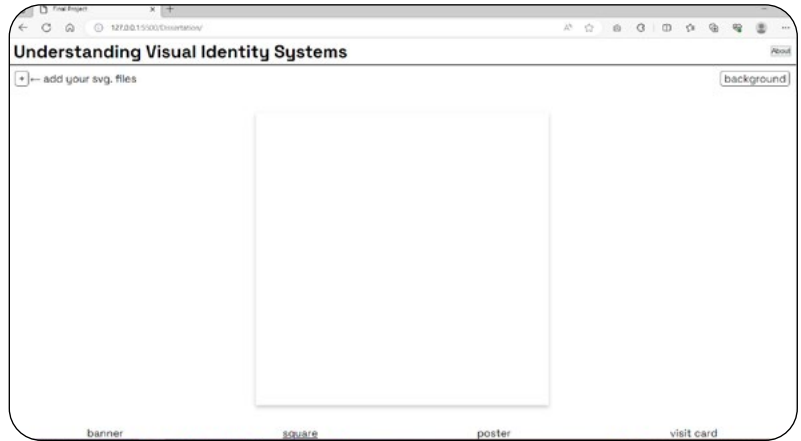 Final Project
127.0.0.1:5500/Dissertation/
Understanding Visual Identity Systems
About
+ ← add your svg. files
background
banner
square
poster
visit card